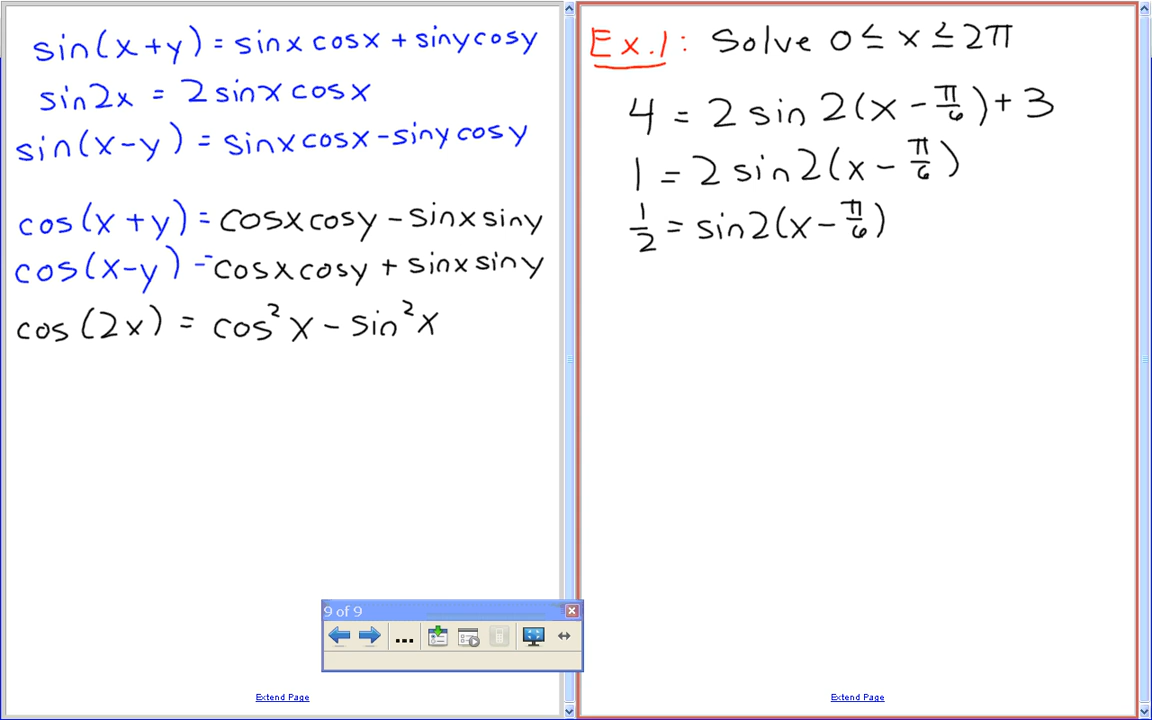 sin(x+y) = sinx cosx + siny cosy
sin2x = 2 sinx cosx
sin(x-y) = sinx cosx - siny cosy
cos(x+y) = cosx cosy - sinx siny
cos(x-y) = cosx cosy + sinx siny
cos(2x) = cos²x - sin²x
9 of 9
...
Extend Page
Ex.1: Solve 0 ≤ x ≤ 2π
4 = 2 sin 2(x - π/6) + 3
1 = 2 sin 2(x - π/6)
1/2 = sin2(x - π/6)
Extend Page